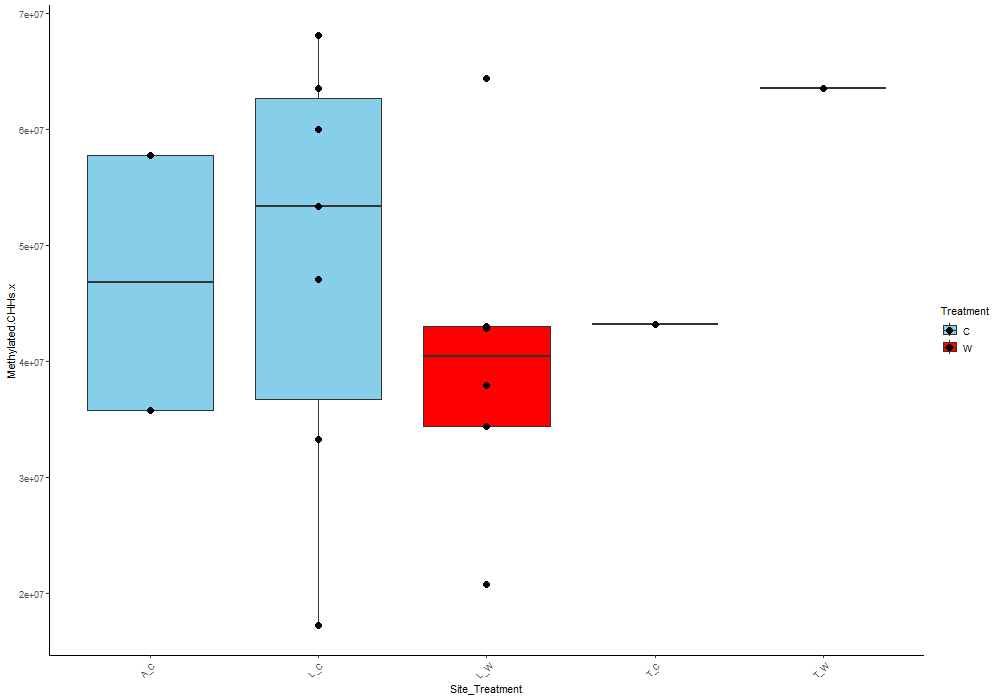 7e+07
6e+07
5e+07
4e+07
3e+07
2e+07
Methylated.CHHs.x
A_C
L_C
L_W
T_C
T_W
Site_Treatment
Treatment
C
W